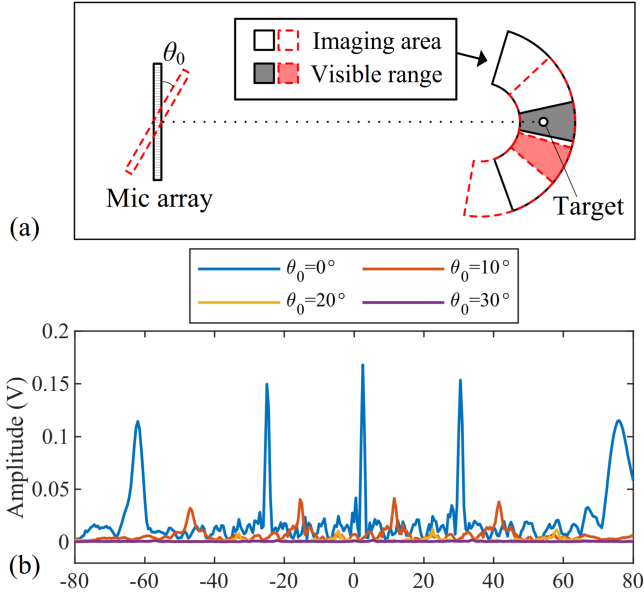 θ₀
Imaging area
Visible range
Mic array
Target
(a)
θ₀=0° θ₀=10°
θ₀=20° θ₀=30°
0.2
0.15
0.1
0.05
0
Amplitude (V)
(b)
-80 -60 -40 -20 0 20 40 60 80